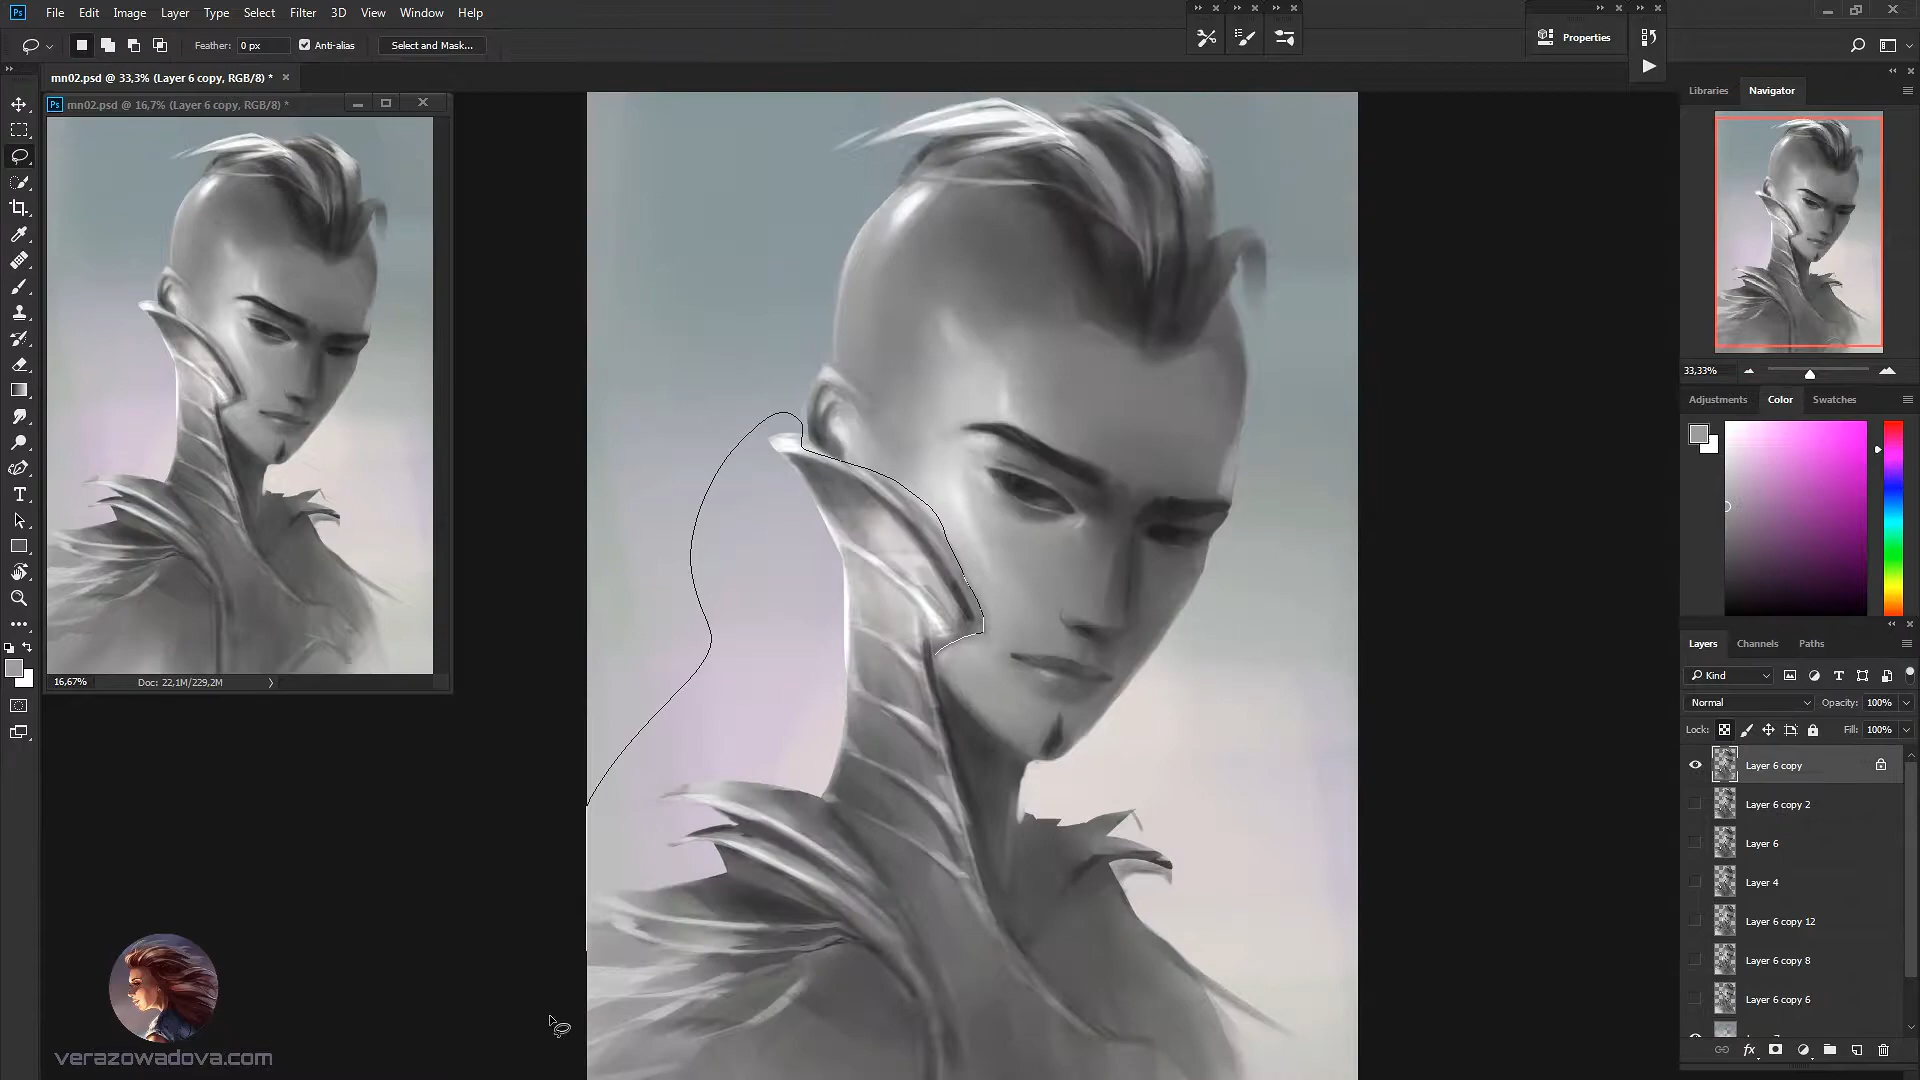 Ps File Edit Image Layer Type Select Filter 3D View Window Help
Feather: 0 px Anti-alias Select and Mask...
Properties
mn02.psd @ 33,3% (Layer 6 copy, RGB/8) *
Ps mn02.psd @ 16,7% (Layer 6 copy, RGB/8) *
16,67% Doc: 22,1M/229,2M
Libraries Navigator
33,33%
Adjustments Color Swatches
Layers Channels Paths
Kind
Normal Opacity: 100%
Lock: Fill: 100%
Layer 6 copy
Layer 6 copy 2
Layer 6
Layer 4
Layer 6 copy 12
Layer 6 copy 8
Layer 6 copy 6
fx
verazowadova.com